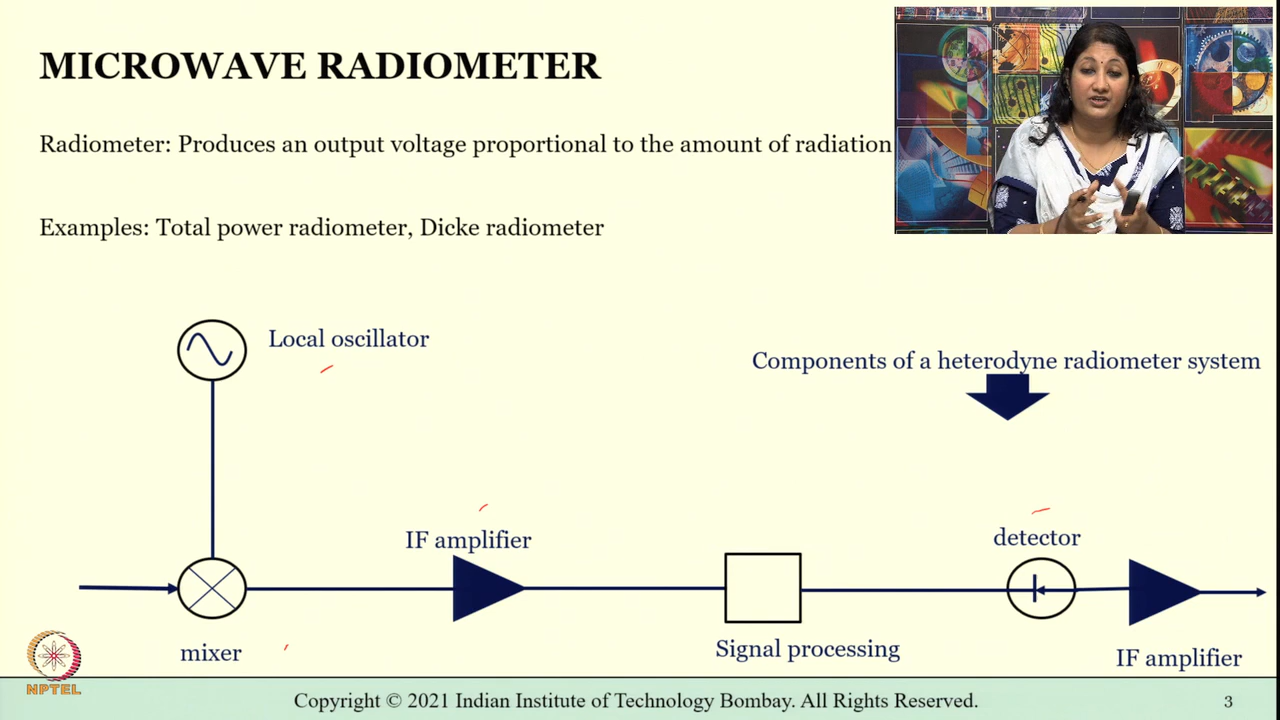 MICROWAVE RADIOMETER
Radiometer: Produces an output voltage proportional to the amount of radiation
Examples: Total power radiometer, Dicke radiometer
Local oscillator
Components of a heterodyne radiometer system
IF amplifier
detector
mixer
Signal processing
IF amplifier
NPTEL
Copyright © 2021 Indian Institute of Technology Bombay. All Rights Reserved.
3